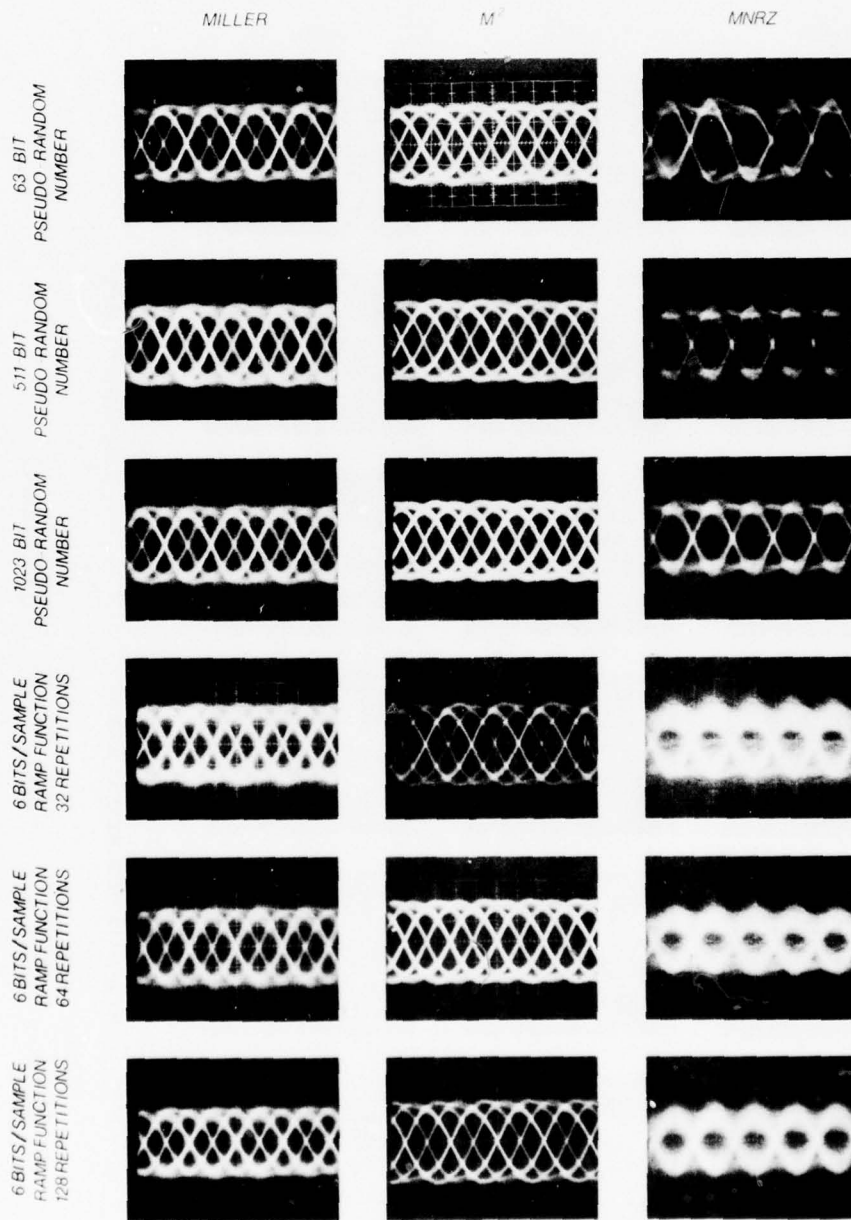 MILLER
M²
MNRZ
63 BIT
PSEUDO RANDOM
NUMBER
511 BIT
PSEUDO RANDOM
NUMBER
1023 BIT
PSEUDO RANDOM
NUMBER
6 BITS/SAMPLE
RAMP FUNCTION
32 REPETITIONS
6 BITS/SAMPLE
RAMP FUNCTION
64 REPETITIONS
6 BITS/SAMPLE
RAMP FUNCTION
128 REPETITIONS